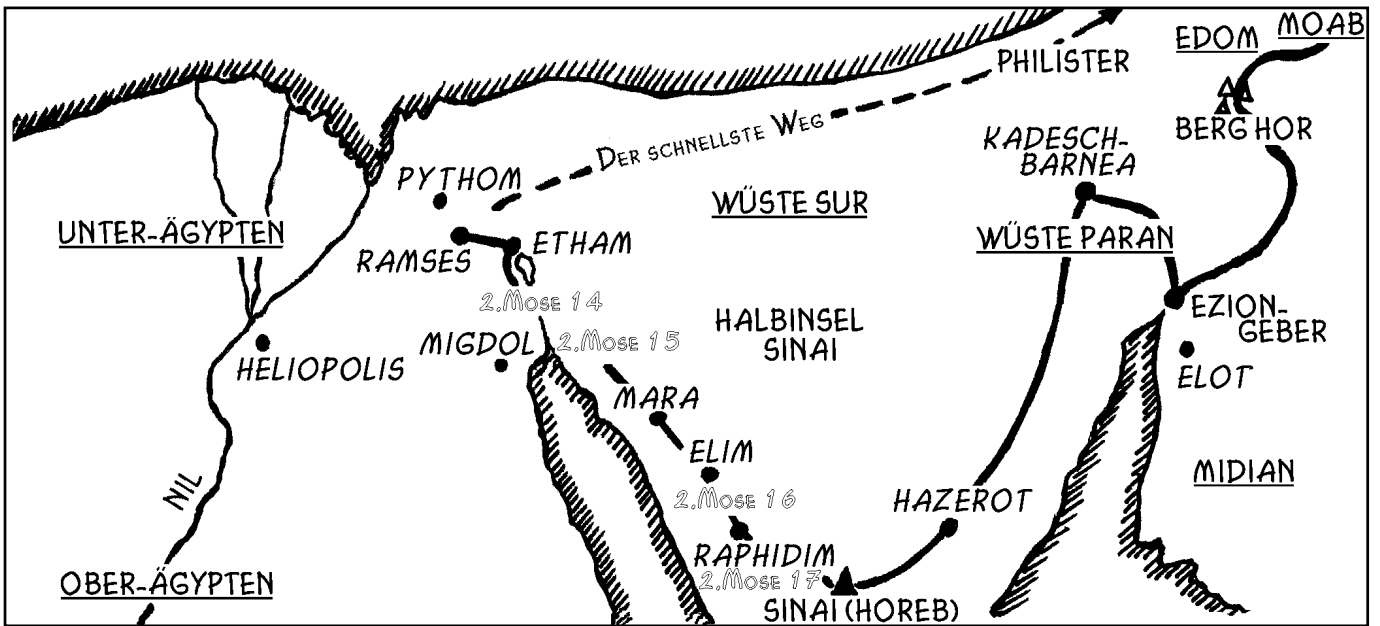 MOAB
EDOM
PHILISTER
BERG HOR
DER SCHNELLSTE WEG
KADESCH-
BARNEA
PYTHOM
WÜSTE SUR
UNTER-ÄGYPTEN
WÜSTE PARAN
RAMSES
ETHAM
2.MOSE 14
EZION-
GEBER
HALBINSEL
SINAI
MIGDOL
2.MOSE 15
HELIOPOLIS
ELOT
MARA
ELIM
MIDIAN
NIL
2.MOSE 16
HAZEROT
RAPHIDIM
2.MOSE 17
OBER-ÄGYPTEN
SINAI (HOREB)